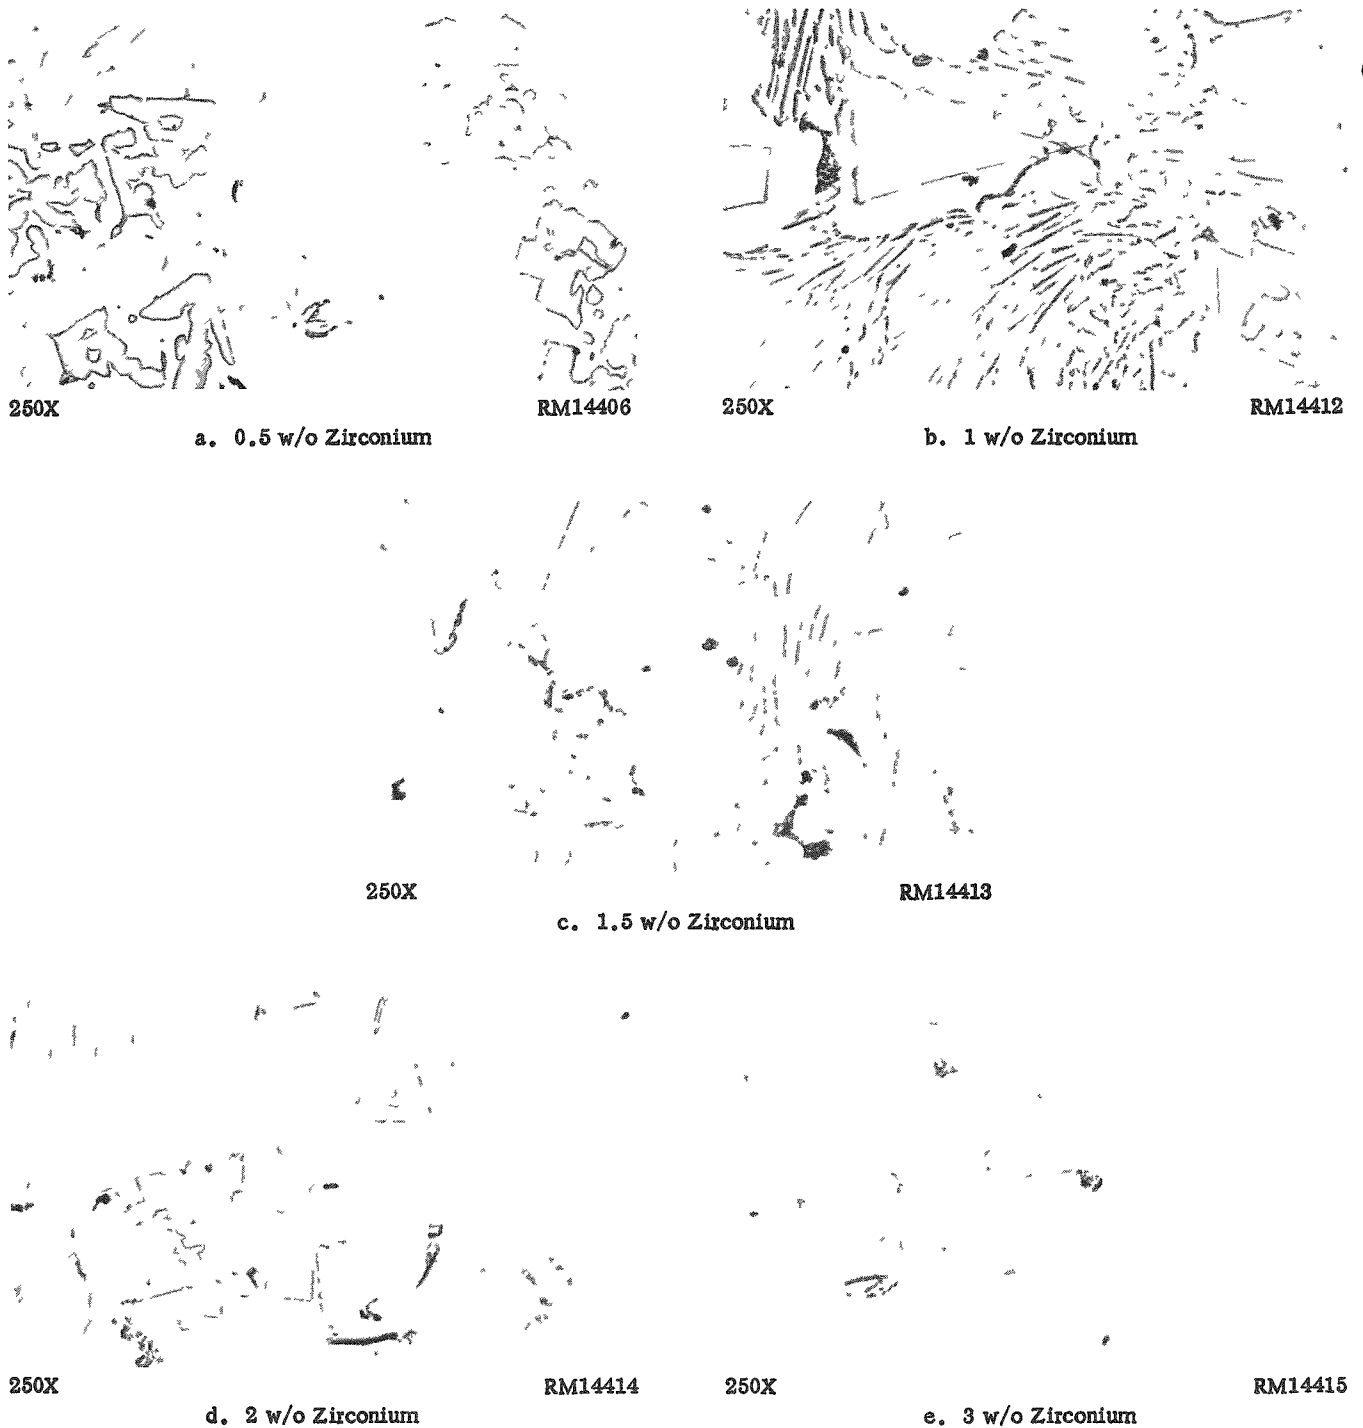 250X RM14406
a. 0.5 w/o Zirconium
250X RM14412
b. 1 w/o Zirconium
250X RM14413
c. 1.5 w/o Zirconium
250X RM14414
d. 2 w/o Zirconium
250X RM14415
e. 3 w/o Zirconium